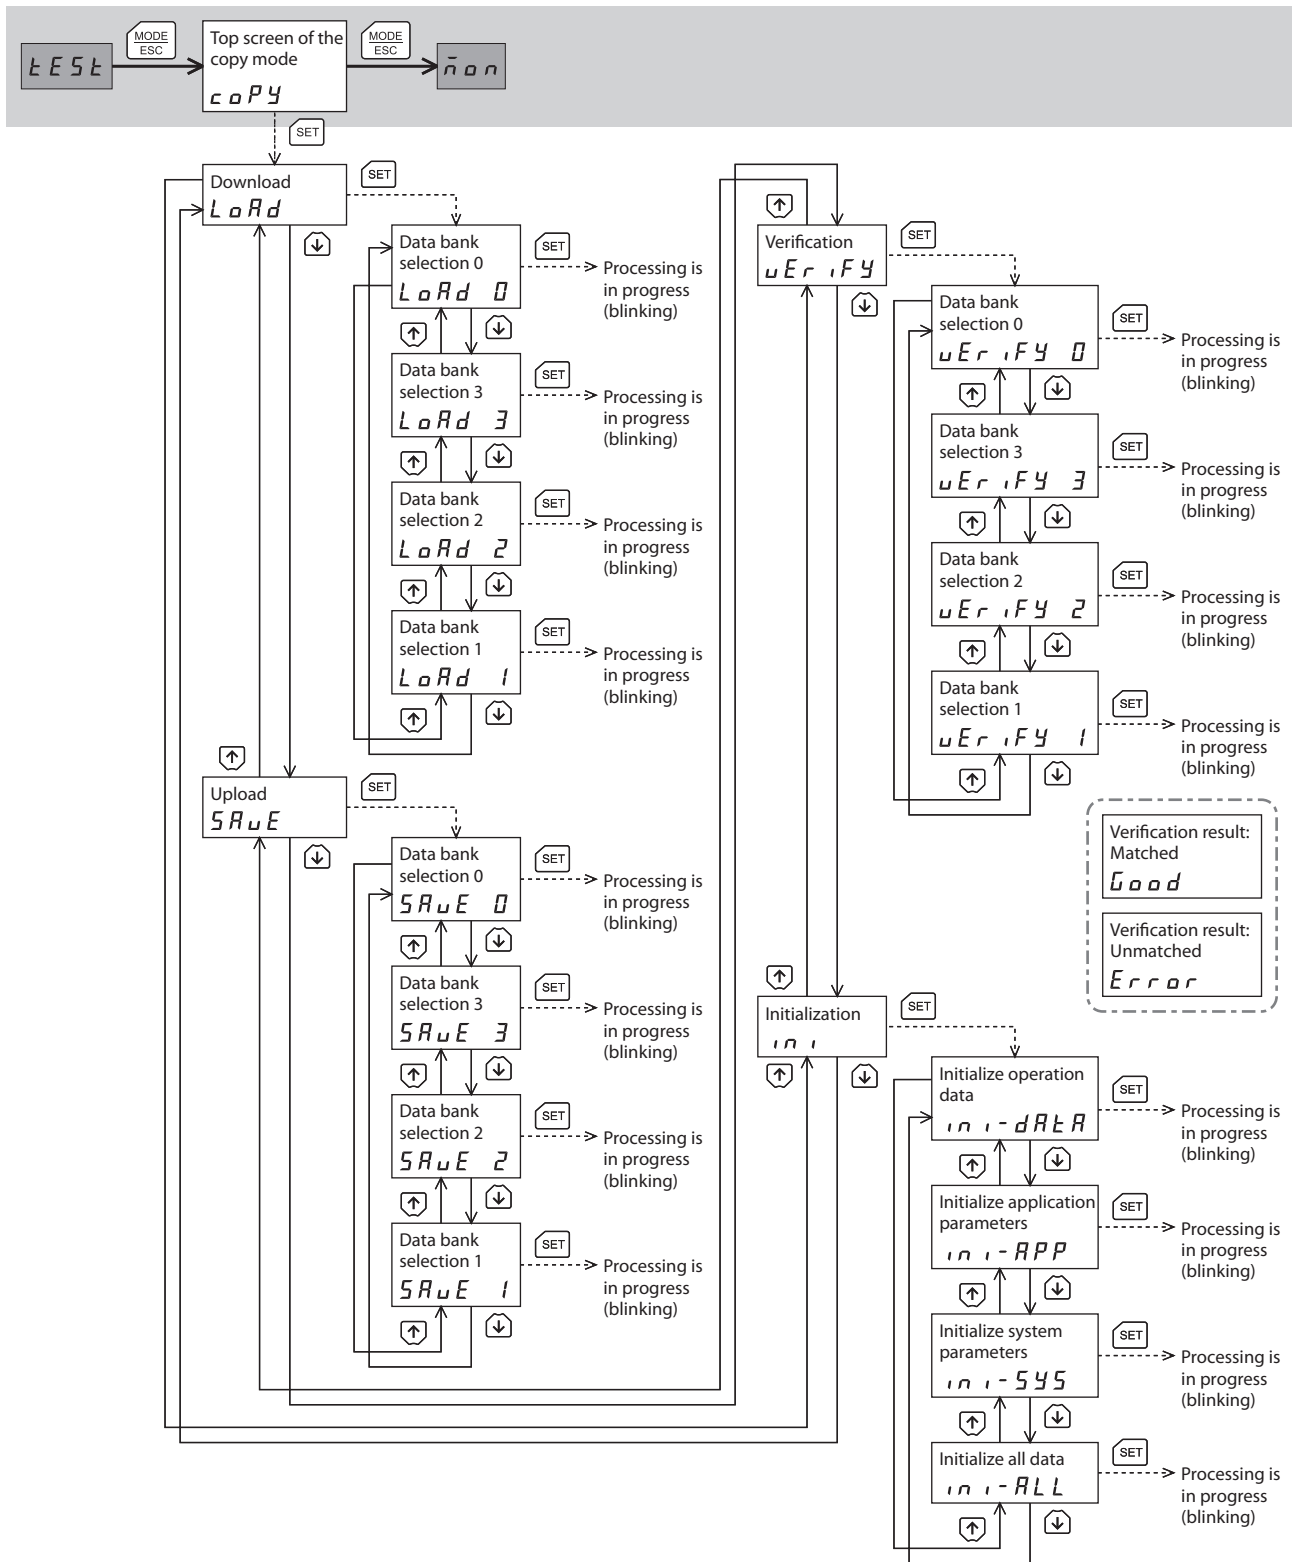 MODE
ESC
MODE
ESC
tESt
Top screen of the
copy mode
coPY
mon
SET
Download
LoAd
SET
Data bank
selection 0
LoAd 0
SET
Processing is
in progress
(blinking)
Data bank
selection 3
LoAd 3
SET
Processing is
in progress
(blinking)
Data bank
selection 2
LoAd 2
SET
Processing is
in progress
(blinking)
Data bank
selection 1
LoAd 1
SET
Processing is
in progress
(blinking)
Upload
SAvE
SET
Data bank
selection 0
SAvE 0
SET
Processing is
in progress
(blinking)
Data bank
selection 3
SAvE 3
SET
Processing is
in progress
(blinking)
Data bank
selection 2
SAvE 2
SET
Processing is
in progress
(blinking)
Data bank
selection 1
SAvE 1
SET
Processing is
in progress
(blinking)
Verification
vEriFY
SET
Data bank
selection 0
vEriFY 0
SET
Processing is
in progress
(blinking)
Data bank
selection 3
vEriFY 3
SET
Processing is
in progress
(blinking)
Data bank
selection 2
vEriFY 2
SET
Processing is
in progress
(blinking)
Data bank
selection 1
vEriFY 1
SET
Processing is
in progress
(blinking)
Verification result:
Matched
Good
Verification result:
Unmatched
Error
Initialization
ini
SET
Initialize operation
data
ini-dAtA
SET
Processing is
in progress
(blinking)
Initialize application
parameters
ini-APP
SET
Processing is
in progress
(blinking)
Initialize system
parameters
ini-SYS
SET
Processing is
in progress
(blinking)
Initialize all data
ini-ALL
SET
Processing is
in progress
(blinking)